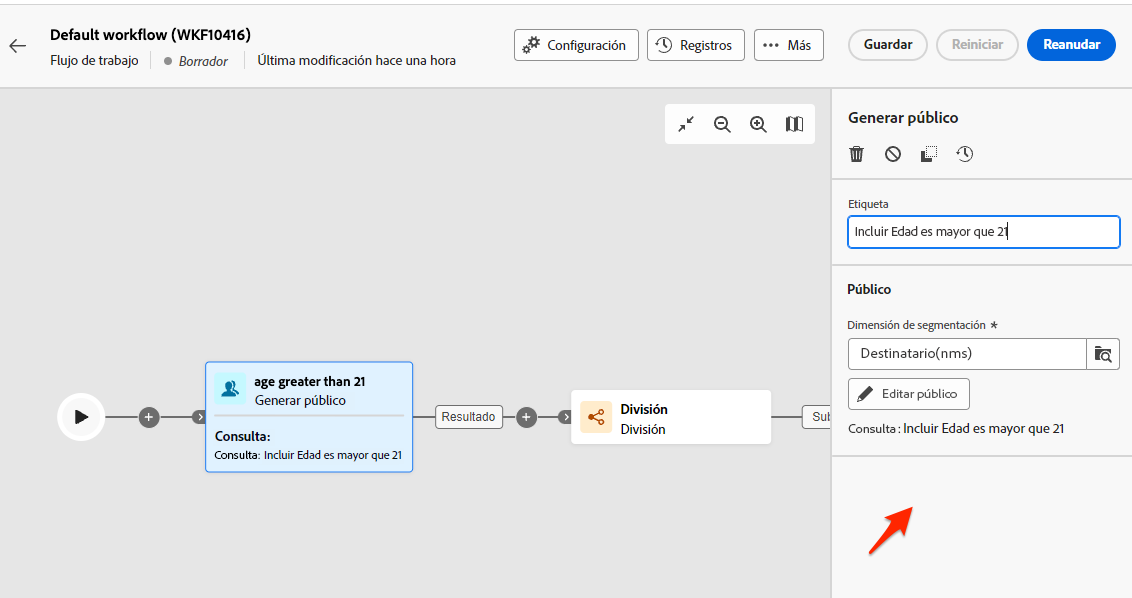 Default workflow (WKF10416)
Flujo de trabajo
Borrador
Última modificación hace una hora
Configuración
Registros
Más
Guardar
Reiniciar
Reanudar
Generar público
Etiqueta
Incluir Edad es mayor que 21
Público
Dimensión de segmentación *
Destinatario(nms)
Editar público
Consulta: Incluir Edad es mayor que 21
age greater than 21
Generar público
Consulta:
Consulta: Incluir Edad es mayor que 21
Resultado
División
División
Sub